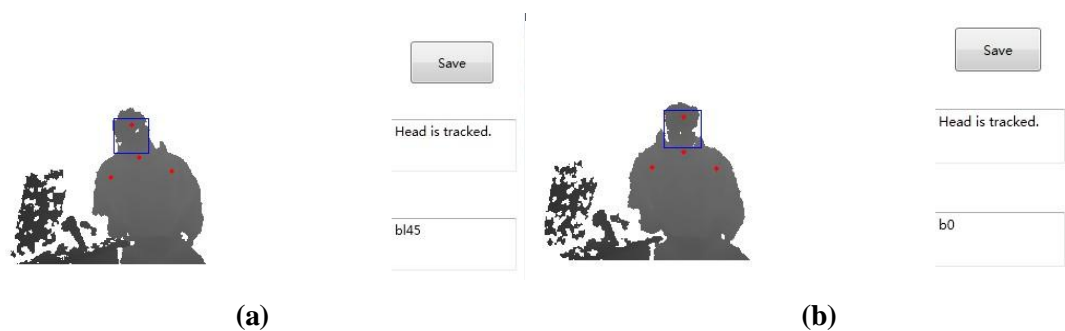 Save
Head is tracked.
bl45
(a)
Save
Head is tracked.
b0
(b)